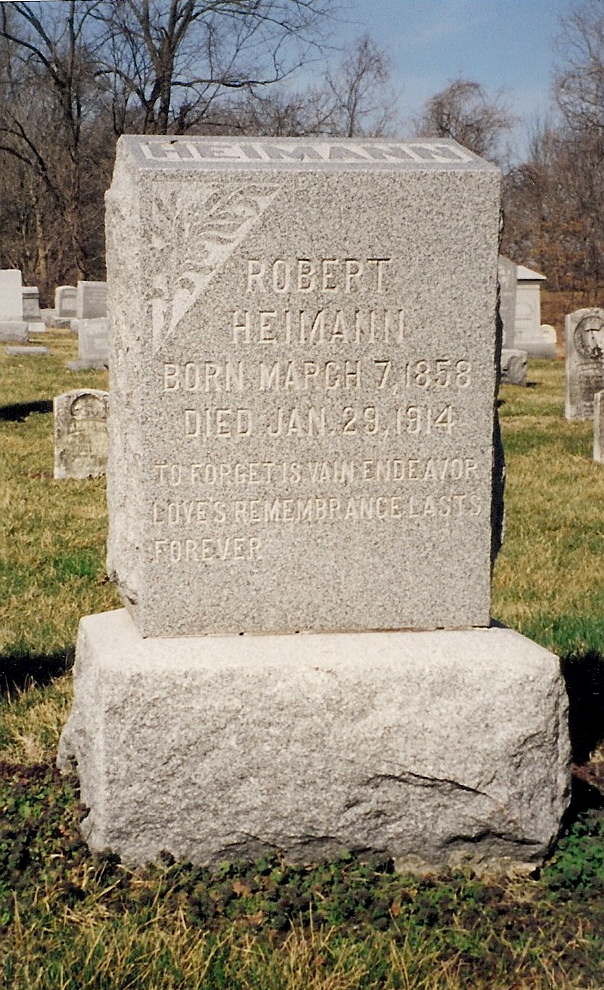 HEIMANN
ROBERT
HEIMANN
BORN MARCH 7, 1858
DIED JAN. 29, 1914
TO FORGET IS VAIN ENDEAVOR
LOVE'S REMEMBRANCE LASTS
FOREVER